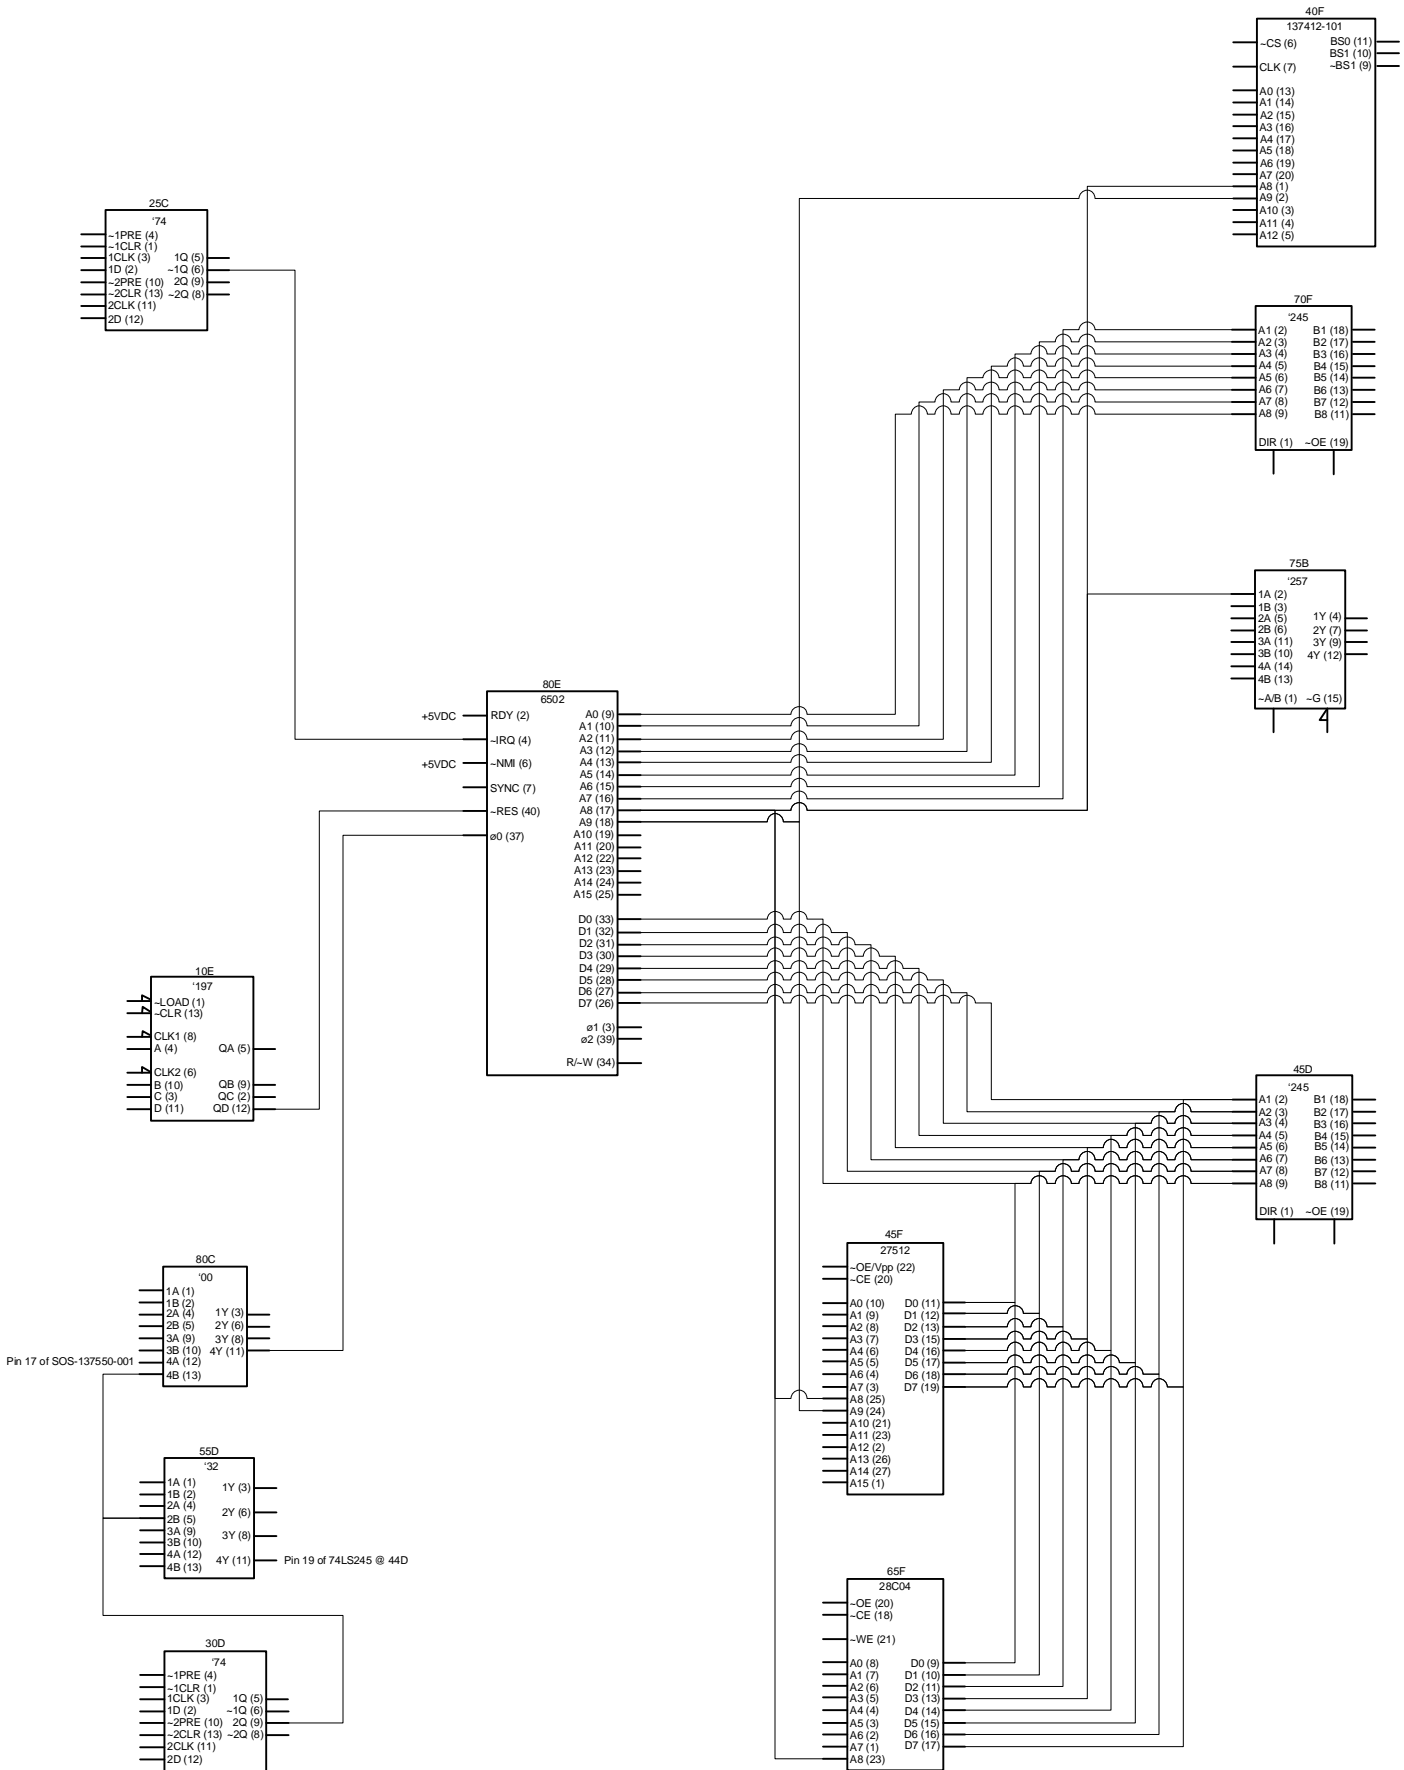 40F
137412-101
~CS (6)
CLK (7)
A0 (13)
A1 (14)
A2 (15)
A3 (16)
A4 (17)
A5 (18)
A6 (19)
A7 (20)
A8 (1)
A9 (2)
A10 (3)
A11 (4)
A12 (5)
BS0 (11)
BS1 (10)
~BS1 (9)
25C
'74
~1PRE (4)
~1CLR (1)
1CLK (3)
1D (2)
~2PRE (10)
~2CLR (13)
2CLK (11)
2D (12)
1Q (5)
~1Q (6)
2Q (9)
~2Q (8)
70F
'245
A1 (2)
A2 (3)
A3 (4)
A4 (5)
A5 (6)
A6 (7)
A7 (8)
A8 (9)
B1 (18)
B2 (17)
B3 (16)
B4 (15)
B5 (14)
B6 (13)
B7 (12)
B8 (11)
DIR (1) ~OE (19)
75B
'257
1A (2)
1B (3)
2A (5)
2B (6)
3A (11)
3B (10)
4A (14)
4B (13)
1Y (4)
2Y (7)
3Y (9)
4Y (12)
~A/B (1) ~G (15)
80E
6502
+5VDC
RDY (2)
~IRQ (4)
+5VDC
~NMI (6)
SYNC (7)
~RES (40)
ø0 (37)
A0 (9)
A1 (10)
A2 (11)
A3 (12)
A4 (13)
A5 (14)
A6 (15)
A7 (16)
A8 (17)
A9 (18)
A10 (19)
A11 (20)
A12 (22)
A13 (23)
A14 (24)
A15 (25)
D0 (33)
D1 (32)
D2 (31)
D3 (30)
D4 (29)
D5 (28)
D6 (27)
D7 (26)
ø1 (3)
ø2 (39)
R/~W (34)
10E
'197
~LOAD (1)
~CLR (13)
CLK1 (8)
A (4)
CLK2 (6)
B (10)
C (3)
D (11)
QA (5)
QB (9)
QC (2)
QD (12)
45D
'245
A1 (2)
A2 (3)
A3 (4)
A4 (5)
A5 (6)
A6 (7)
A7 (8)
A8 (9)
B1 (18)
B2 (17)
B3 (16)
B4 (15)
B5 (14)
B6 (13)
B7 (12)
B8 (11)
DIR (1) ~OE (19)
80C
'00
1A (1)
1B (2)
2A (4)
2B (5)
3A (9)
3B (10)
4A (12)
4B (13)
1Y (3)
2Y (6)
3Y (8)
4Y (11)
Pin 17 of SOS-137550-001
45F
27512
~OE/Vpp (22)
~CE (20)
A0 (10)
A1 (9)
A2 (8)
A3 (7)
A4 (6)
A5 (5)
A6 (4)
A7 (3)
A8 (25)
A9 (24)
A10 (21)
A11 (23)
A12 (2)
A13 (26)
A14 (27)
A15 (1)
D0 (11)
D1 (12)
D2 (13)
D3 (15)
D4 (16)
D5 (17)
D6 (18)
D7 (19)
55D
'32
1A (1)
1B (2)
2A (4)
2B (5)
3A (9)
3B (10)
4A (12)
4B (13)
1Y (3)
2Y (6)
3Y (8)
4Y (11)
Pin 19 of 74LS245 @ 44D
65F
28C04
~OE (20)
~CE (18)
~WE (21)
A0 (8)
A1 (7)
A2 (6)
A3 (5)
A4 (4)
A5 (3)
A6 (2)
A7 (1)
A8 (23)
D0 (9)
D1 (10)
D2 (11)
D3 (13)
D4 (14)
D5 (15)
D6 (16)
D7 (17)
30D
'74
~1PRE (4)
~1CLR (1)
1CLK (3)
1D (2)
~2PRE (10)
~2CLR (13)
2CLK (11)
2D (12)
1Q (5)
~1Q (6)
2Q (9)
~2Q (8)